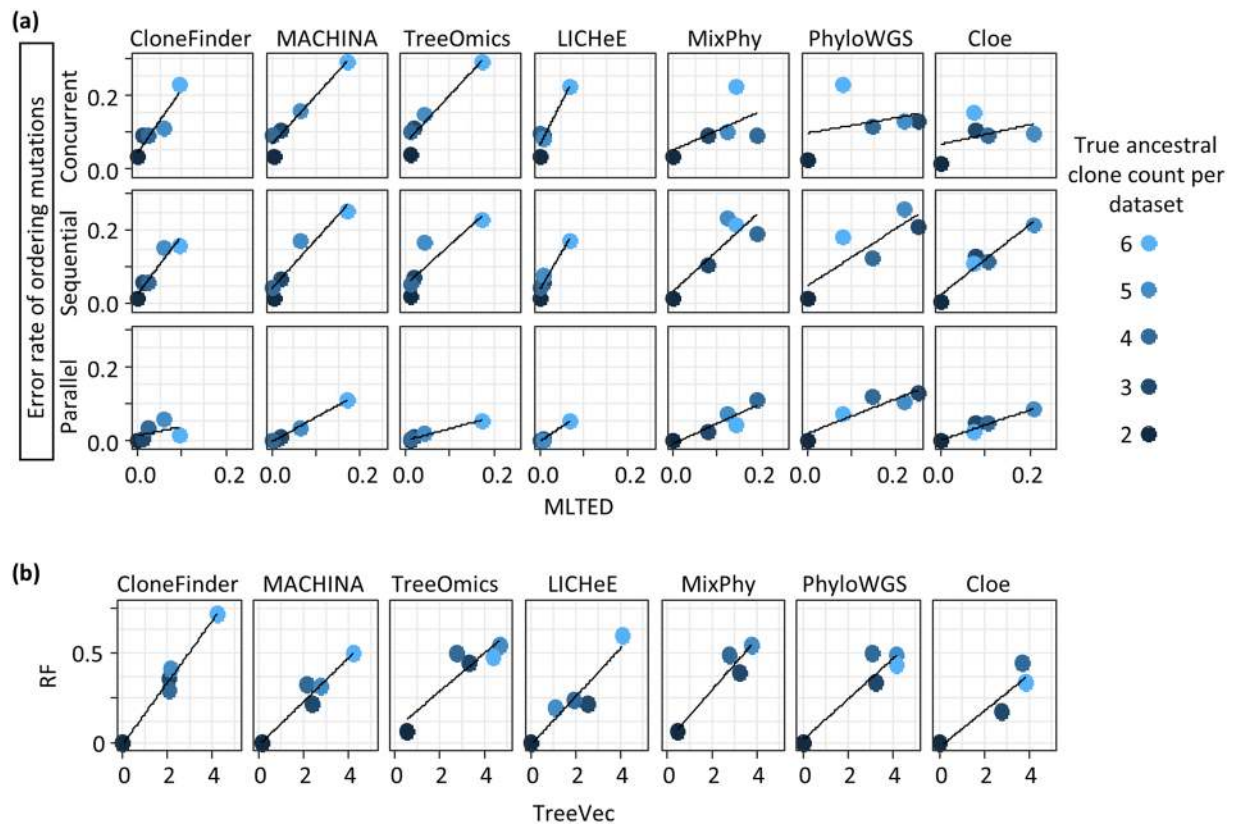 (a)
CloneFinder MACHINA TreeOmics LICHeE MixPhy PhyloWGS Cloe
Error rate of ordering mutations
Concurrent
0.2
0.0
Sequential
0.2
0.0
Parallel
0.2
0.0
0.0 0.2 0.0 0.2 0.0 0.2 0.0 0.2 0.0 0.2 0.0 0.2 0.0 0.2
MLTED
True ancestral
clone count per
dataset
6
5
4
3
2
(b)
CloneFinder MACHINA TreeOmics LICHeE MixPhy PhyloWGS Cloe
RF
0.5
0
0 2 4 0 2 4 0 2 4 0 2 4 0 2 4 0 2 4 0 2 4
TreeVec